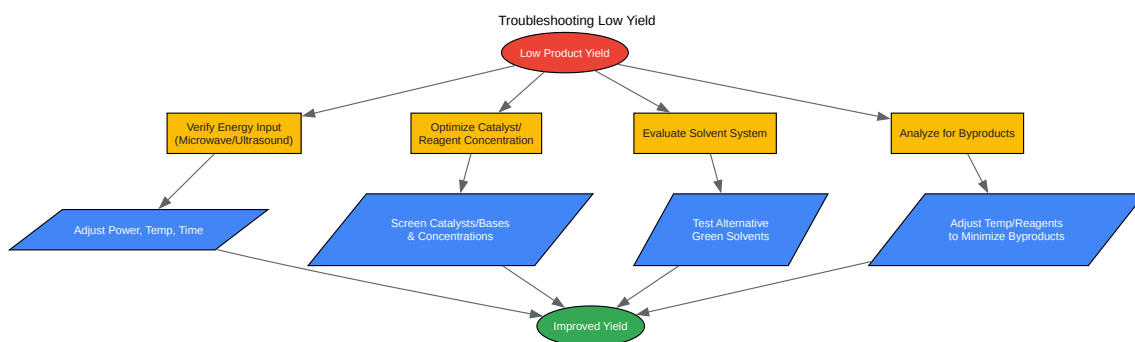 Troubleshooting Low Yield
Low Product Yield
Verify Energy Input
(Microwave/Ultrasound)
Optimize Catalyst/
Reagent Concentration
Evaluate Solvent System
Analyze for Byproducts
Adjust Power, Temp, Time
Screen Catalysts/Bases
& Concentrations
Test Alternative
Green Solvents
Adjust Temp/Reagents
to Minimize Byproducts
Improved Yield